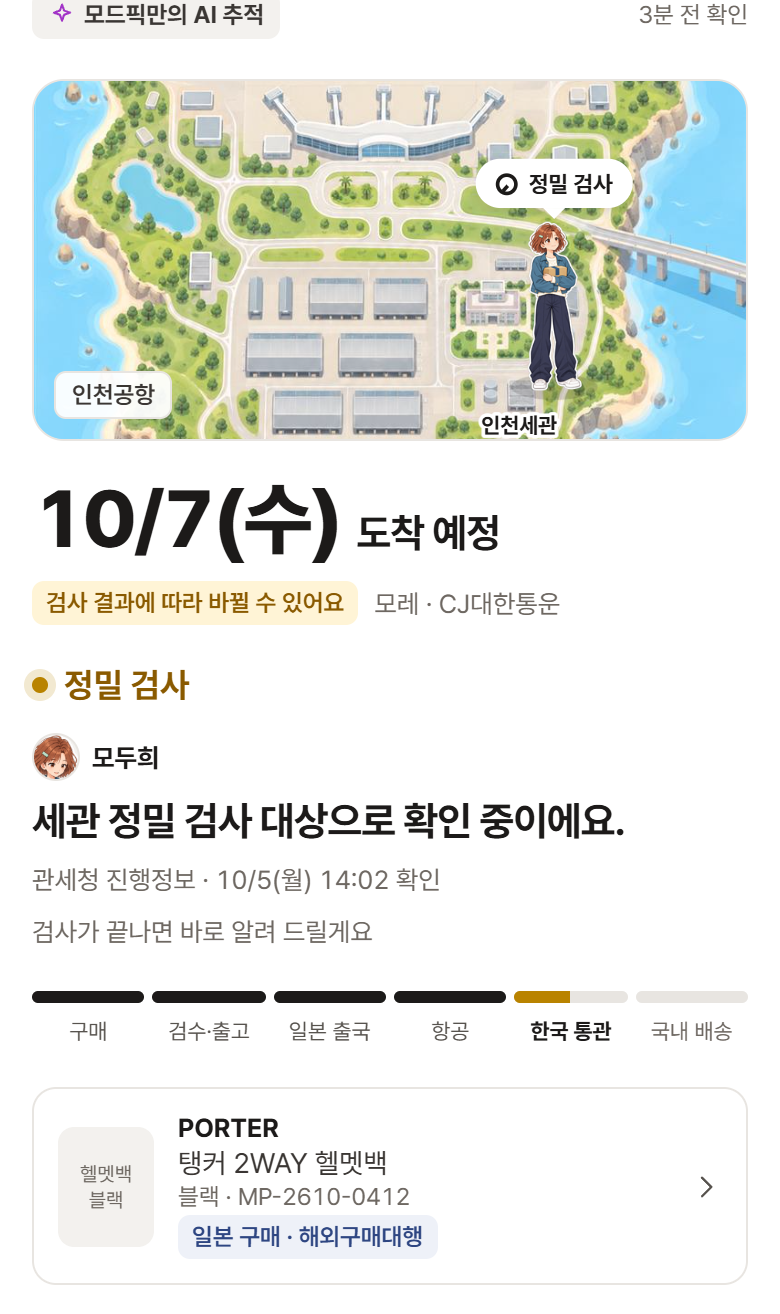 모드픽만의 AI 추적
3분 전 확인
정밀 검사
인천공항
인천세관
10/7(수) 도착 예정
검사 결과에 따라 바뀔 수 있어요
모레 · CJ대한통운
정밀 검사
모두희
세관 정밀 검사 대상으로 확인 중이에요.
관세청 진행정보 · 10/5(월) 14:02 확인
검사가 끝나면 바로 알려 드릴게요
구매 검수·출고 일본 출국 항공 한국 통관 국내 배송
헬멧백
블랙
PORTER
탱커 2WAY 헬멧백
블랙 · MP-2610-0412
일본 구매 · 해외구매대행